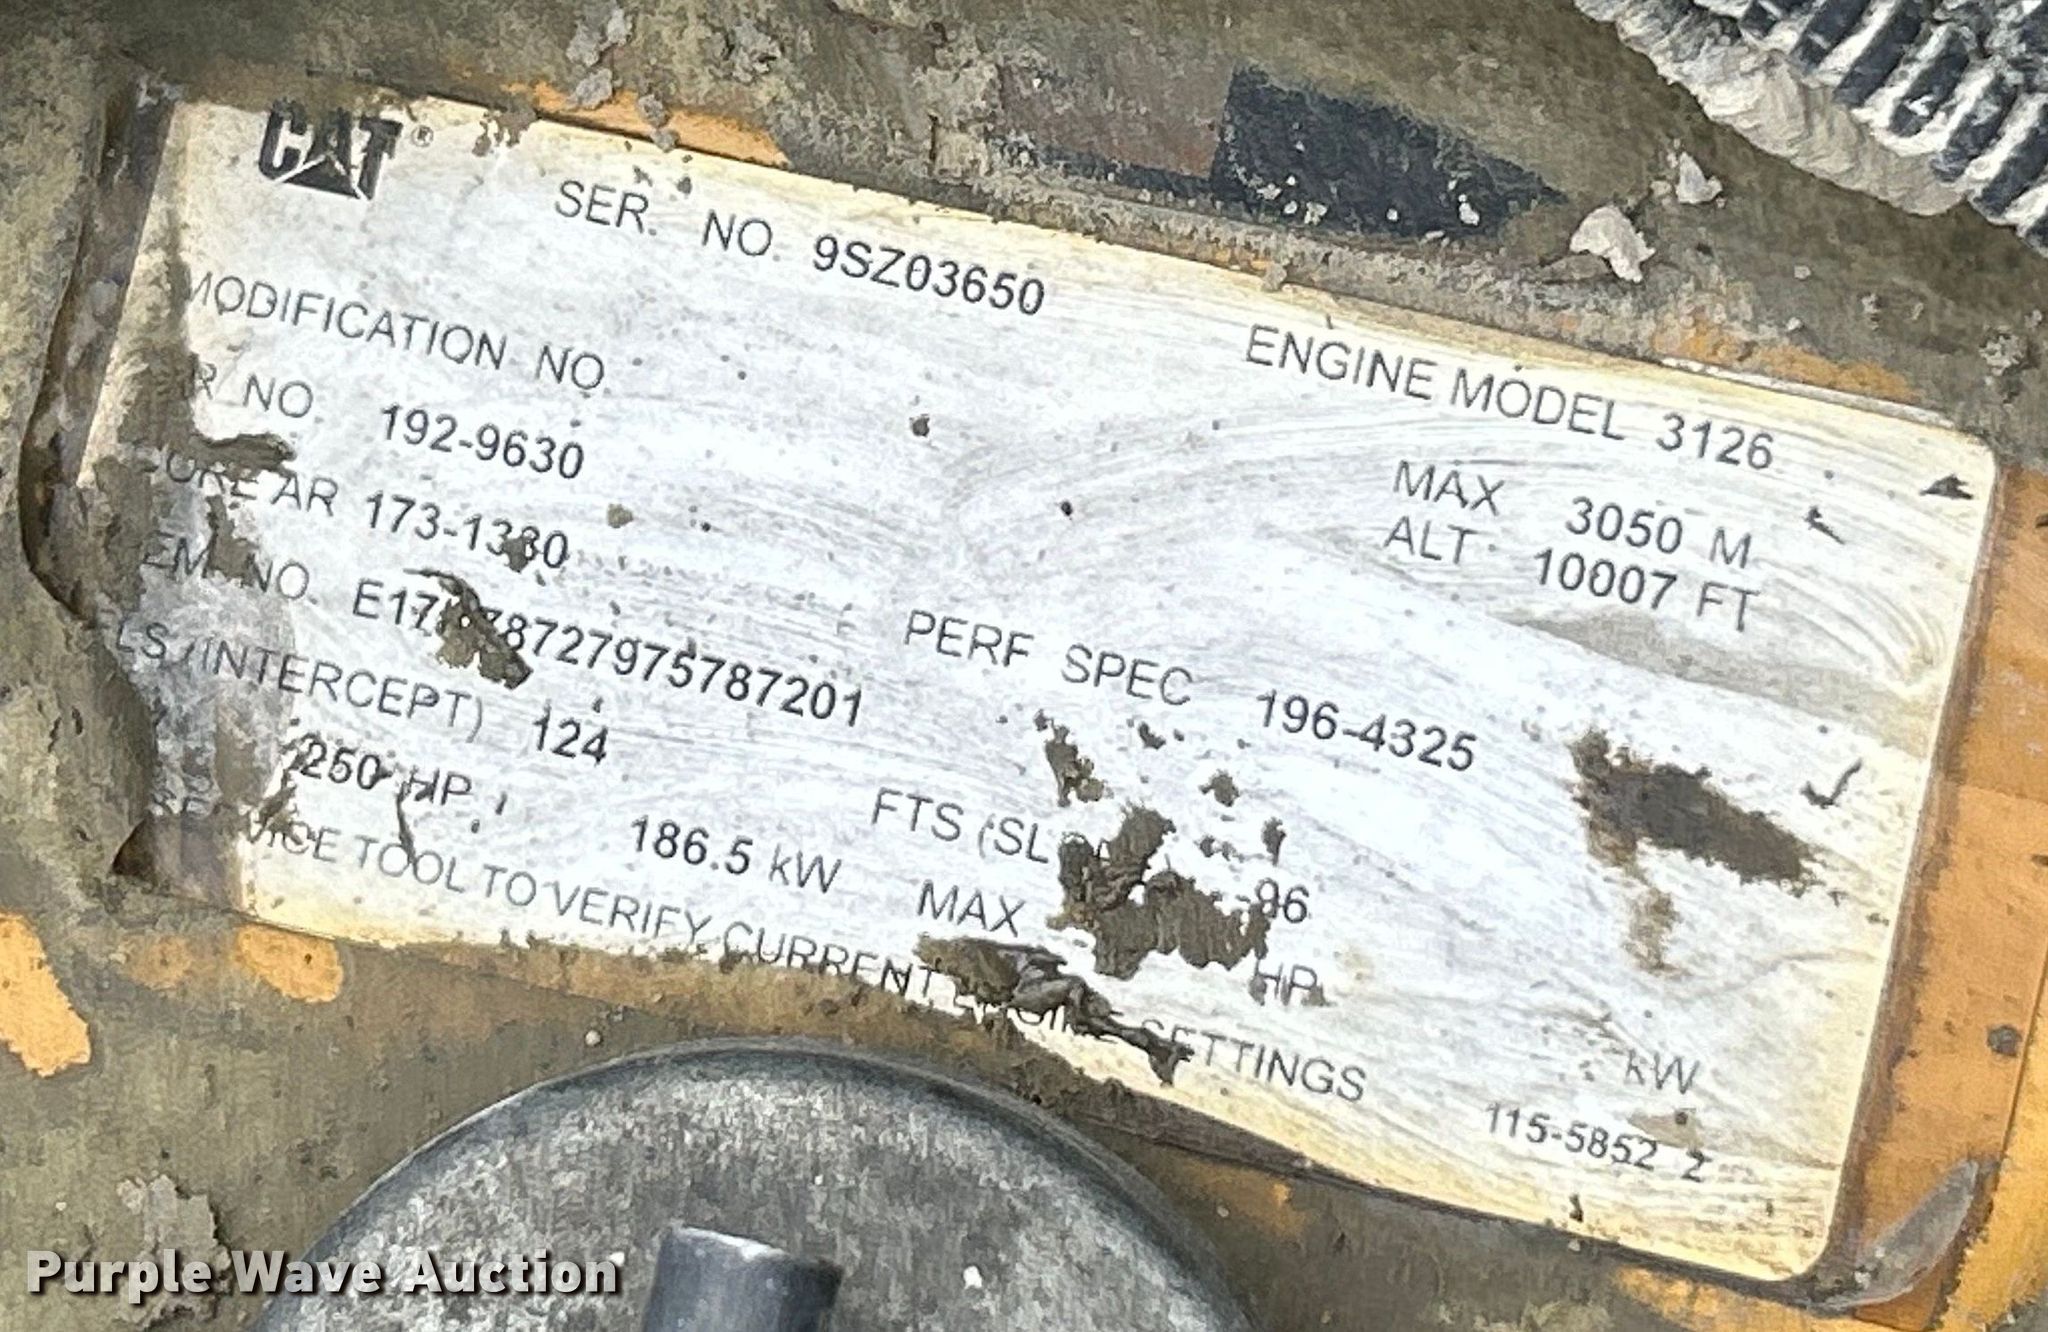 CAT®
SER. NO. 9SZ03650
ENGINE MODEL 3126
MODIFICATION NO.
NO. 192-9630
MAX 3050 M
ALT 10007 FT
AR 173-1330
NO.
PERF SPEC 196-4325
(INTERCEPT) 124
FTS (SL 96
250 HP 186.5 kW MAX HP kW
TOOL TO VERIFY CURRENT SETTINGS
115-5852 2
Purple Wave Auction